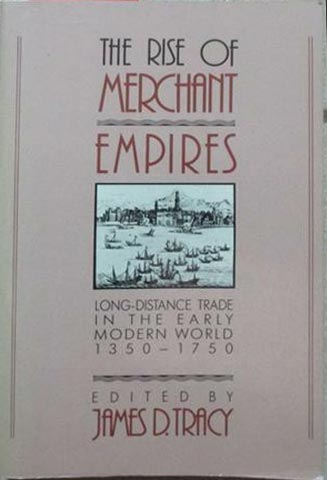 THE RISE OF
MERCHANT
EMPIRES
LONG-DISTANCE TRADE
IN THE EARLY
MODERN WORLD
1350-1750
EDITED BY
JAMES D. TRACY